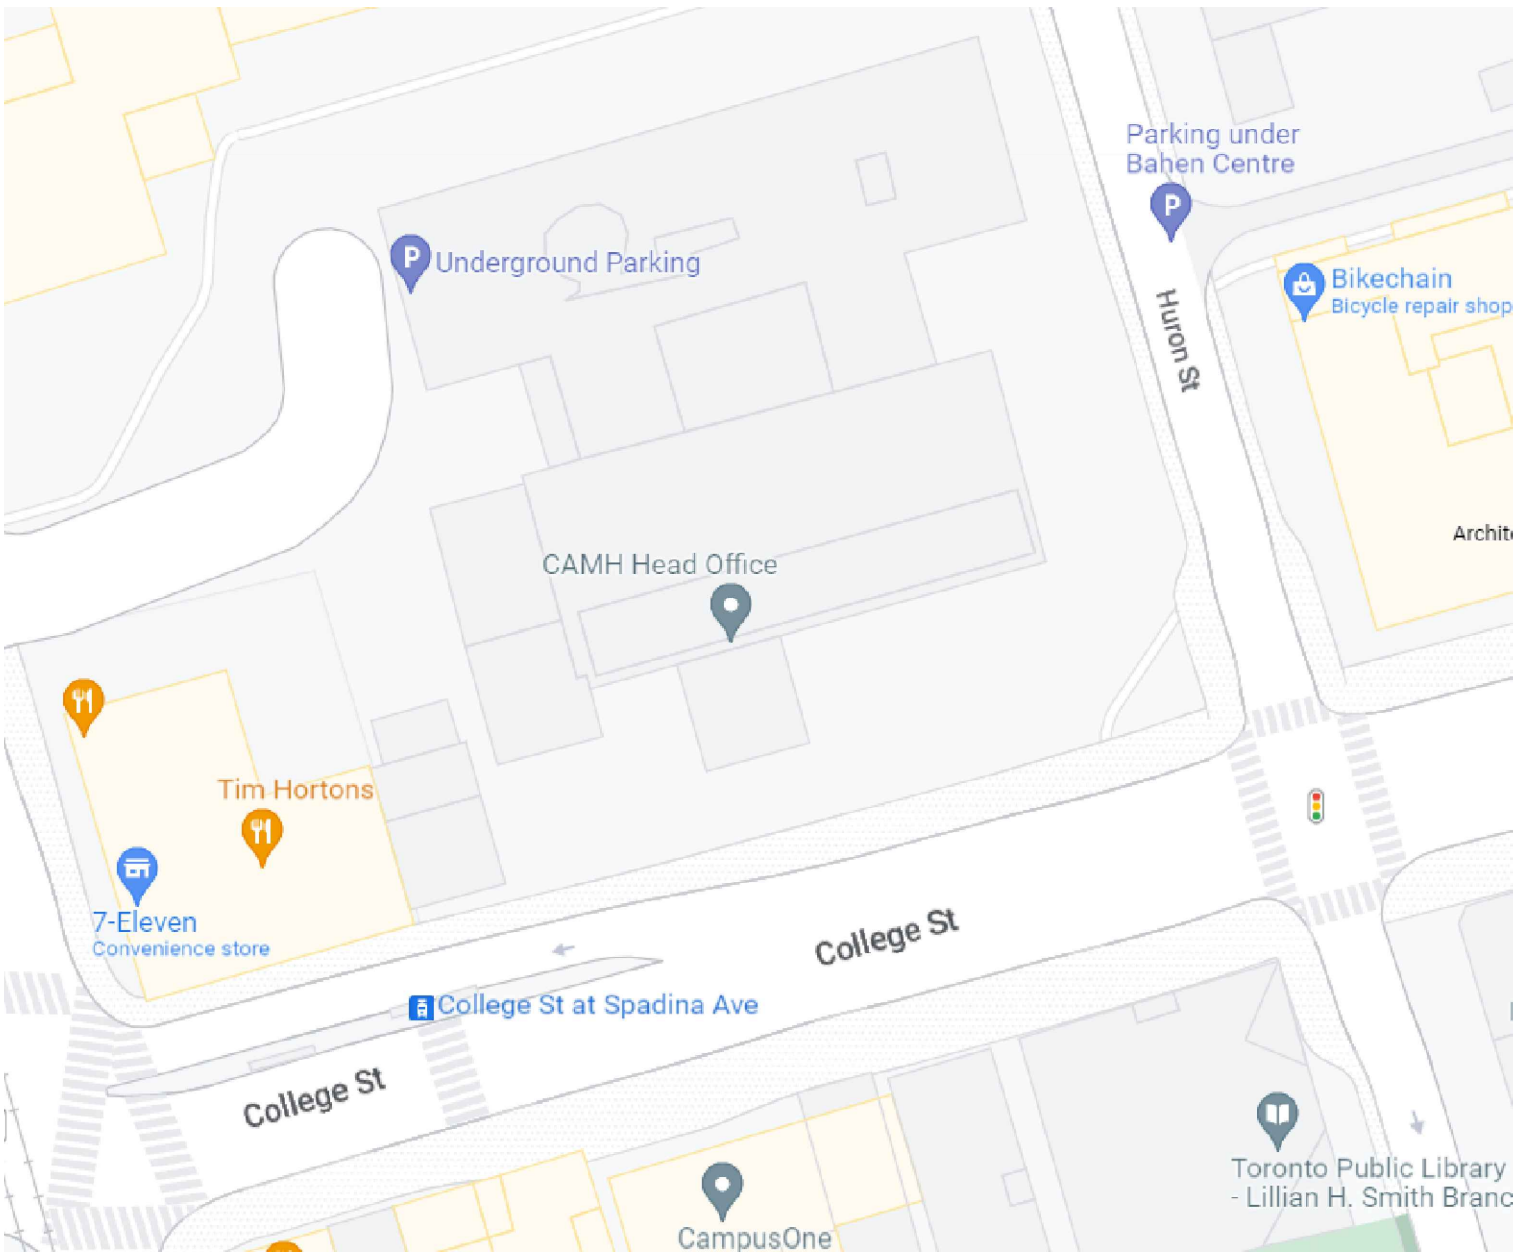 Parking under
Bahen Centre
P
P
Underground Parking
Bikechain
Bicycle repair shop
Huron St
Archite
CAMH Head Office
Tim Hortons
7-Eleven
Convenience store
College St
College St at Spadina Ave
College St
Toronto Public Library
- Lillian H. Smith Branc
CampusOne